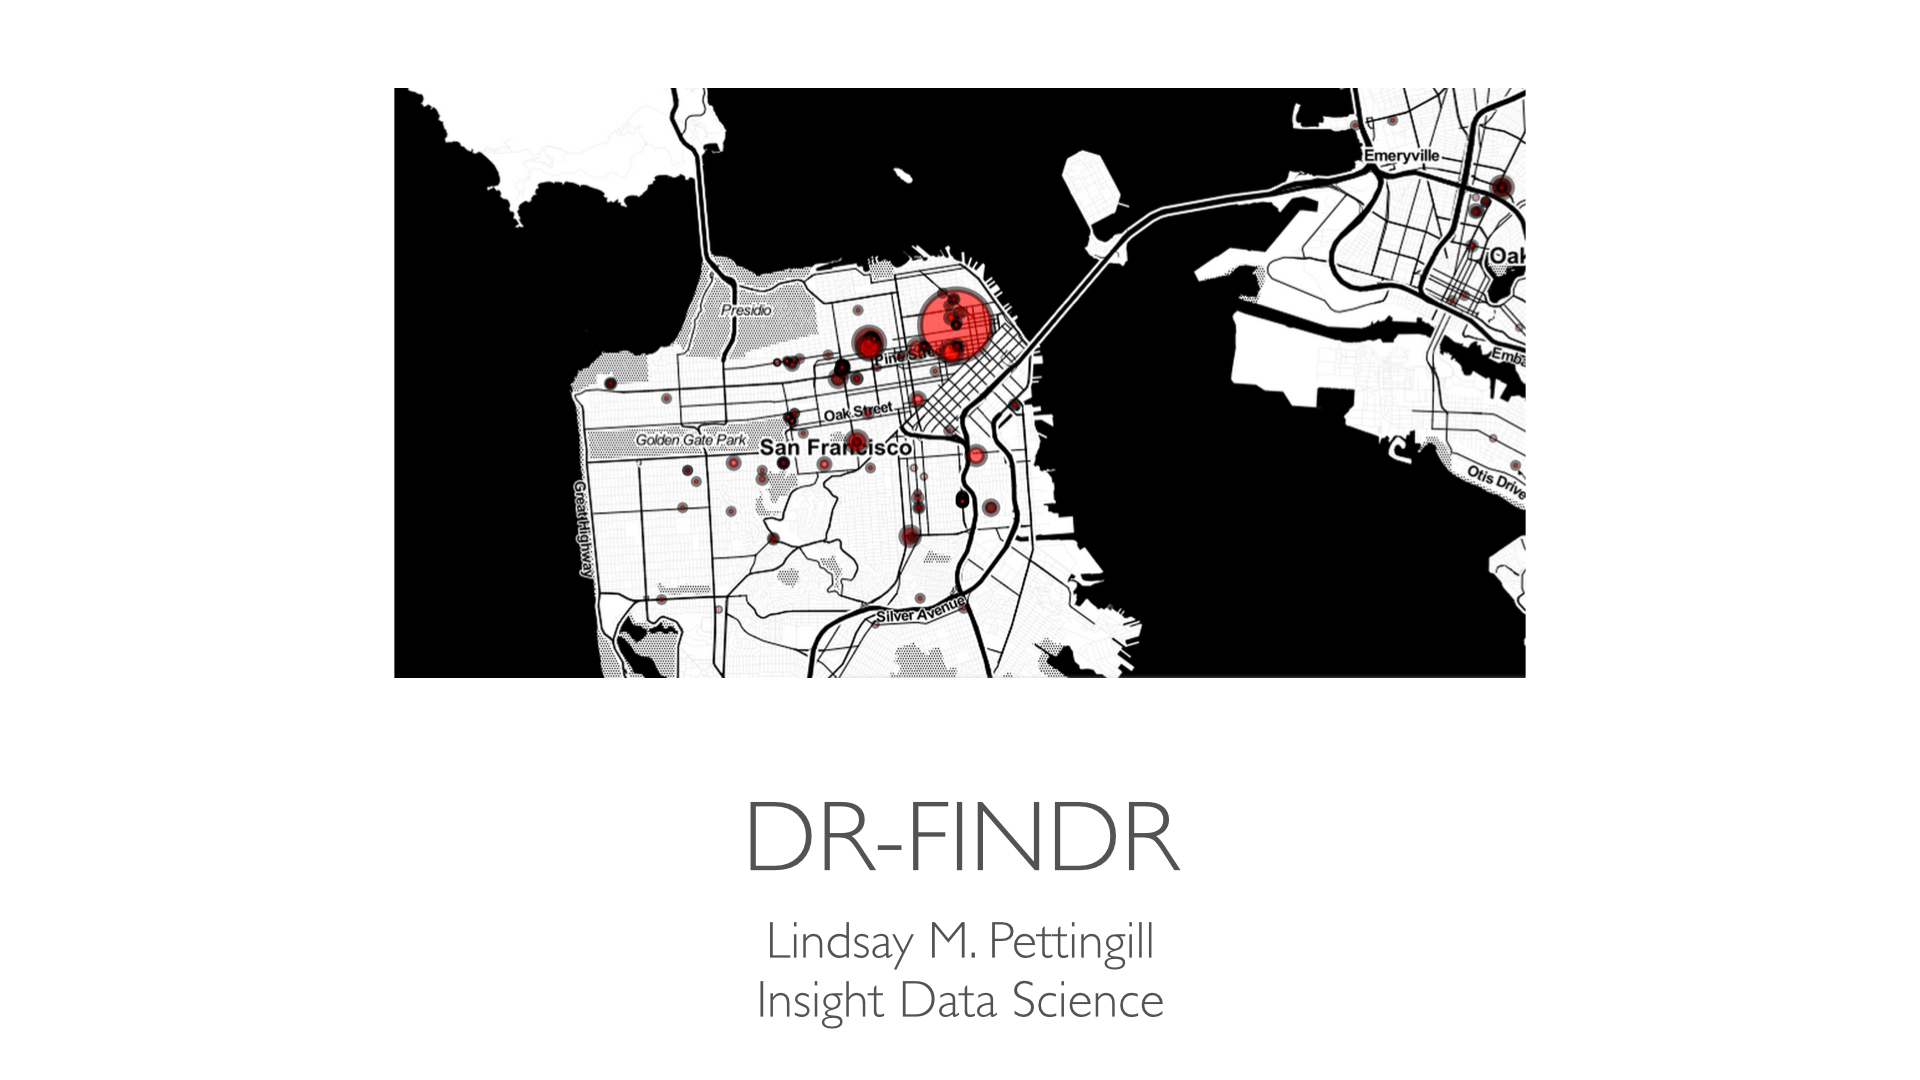 Emeryville
Oak
Presidio
Pine Stre
Emba
Oak Street
Golden Gate Park
San Francisco
Otis Drive
Great Highway
Silver Avenue
DR-FINDR
Lindsay M. Pettingill
Insight Data Science